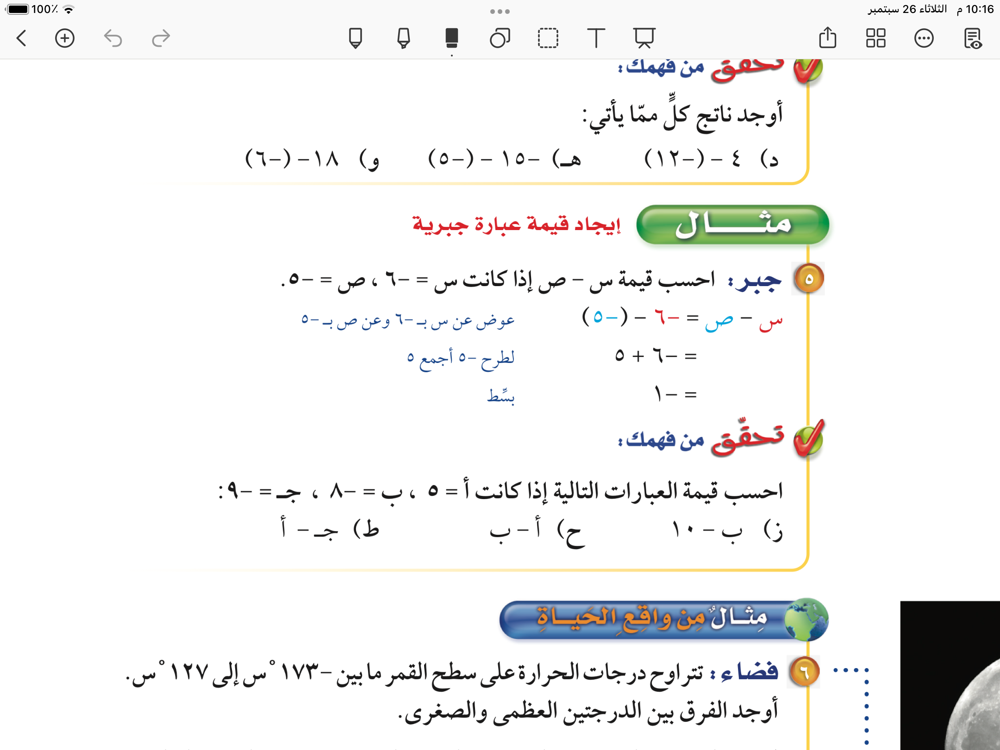 10:16 م الثلاثاء 26 سبتمبر
100٪
تحقق من فهمك:
أوجد ناتج كلٍّ ممّا يأتي:
د) ٤ – (–١٢) هـ) –١٥ – (–٥) و) ١٨– (–٦)
مثـــال إيجاد قيمة عبارة جبرية
٥ جبر: احسب قيمة س – ص إذا كانت س = –٦ ، ص = –٥.
س – ص = –٦ – (–٥) عوض عن س بـ –٦ وعن ص بـ –٥
= –٦ + ٥ لطرح –٥ أجمع ٥
= –١ بسِّط
تحقَّق من فهمك:
احسب قيمة العبارات التالية إذا كانت أ = ٥ ، ب = –٨ ، جـ = –٩:
ز) ب – ١٠ ح) أ – ب ط) جـ – أ
مِثــالٌ مِن واقِعِ الحَيــاةِ
٦ فضاء: تتراوح درجات الحرارة على سطح القمر ما بين –١٧٣ °س إلى ١٢٧ °س.
أوجد الفرق بين الدرجتين العظمى والصغرى.